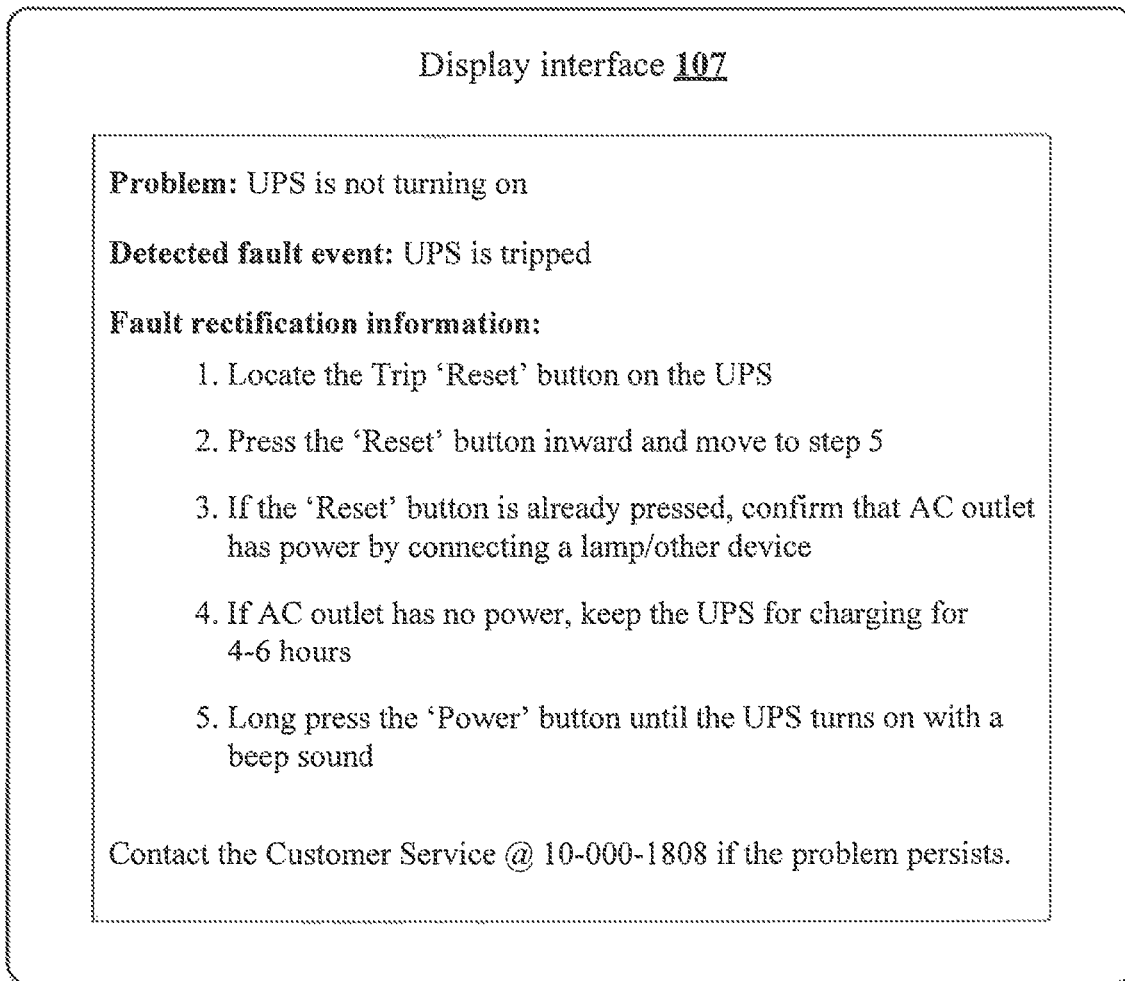 Display interface 107
Problem: UPS is not turning on
Detected fault event: UPS is tripped
Fault rectification information:
1. Locate the Trip ‘Reset’ button on the UPS
2. Press the ‘Reset’ button inward and move to step 5
3. If the ‘Reset’ button is already pressed, confirm that AC outlet
has power by connecting a lamp/other device
4. If AC outlet has no power, keep the UPS for charging for
4-6 hours
5. Long press the ‘Power’ button until the UPS turns on with a
beep sound
Contact the Customer Service @ 10-000-1808 if the problem persists.